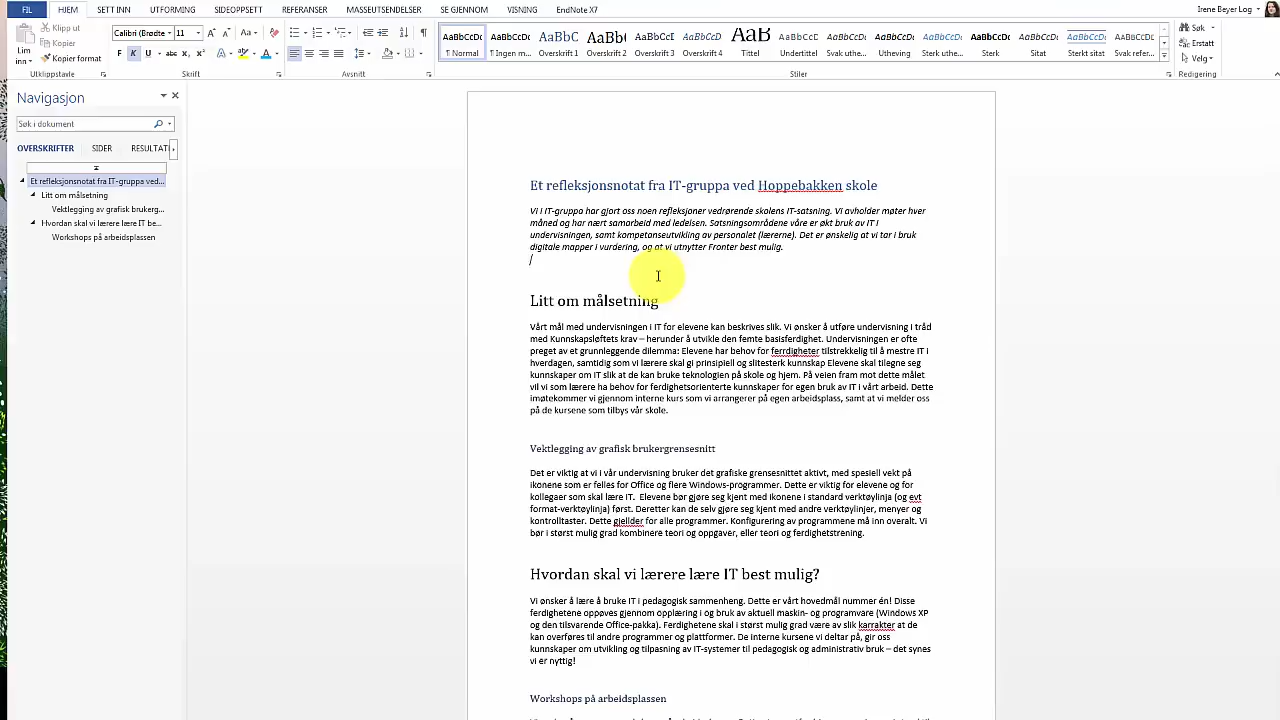 FIL HJEM SETT INN UTFORMING SIDEOPPSETT REFERANSER MASSEUTSENDELSER SE GJENNOM VISNING EndNote X7 Irene Beyer Log
Klipp ut
Kopier
Kopier format
Lim
inn
Utklippstavle
Calibri (Brødte 11
Skrift
Avsnitt
AaBbCcDc AaBbCcDc AaBbC AaBb( AaBbCcI AaBbCcD AaB AaBbCcD AaBbCcDc AaBbCcDc AaBbCcDc AaBbCcDc AaBbCcDc AaBbCcDc AaBbCcDc
¶ Normal ¶ Ingen m... Overskrift 1 Overskrift 2 Overskrift 3 Overskrift 4 Tittel Undertittel Svak uthe... Utheving Sterk uthe... Sterk Sitat Sterkt sitat Svak refer...
Stiler
Søk
Erstatt
Velg
Redigering
Navigasjon
Søk i dokument
OVERSKRIFTER SIDER RESULTAT
Et refleksjonsnotat fra IT-gruppa ved...
Litt om målsetning
Vektlegging av grafisk brukerg...
Hvordan skal vi lærere lære IT be...
Workshops på arbeidsplassen
Et refleksjonsnotat fra IT-gruppa ved Hoppebakken skole
Vi i IT-gruppa har gjort oss noen refleksjoner vedrørende skolens IT-satsning. Vi avholder møter hver
måned og har nært samarbeid med ledelsen. Satsningsområdene våre er økt bruk av IT i
undervisningen, samt kompetanseutvikling av personalet (lærerne). Det er ønskelig at vi tar i bruk
digitale mapper i vurdering, og at vi utnytter Fronter best mulig.
Litt om målsetning
Vårt mål med undervisningen i IT for elevene kan beskrives slik. Vi ønsker å utføre undervisning i tråd
med Kunnskapsløftets krav – herunder å utvikle den femte basisferdighet. Undervisningen er ofte
preget av et grunnleggende dilemma: Elevene har behov for ferrdigheter tilstrekkelig til å mestre IT i
hverdagen, samtidig som vi lærere skal gi prinsipiell og slitesterk kunnskap Elevene skal tilegne seg
kunnskaper om IT slik at de kan bruke teknologien på skole og hjem. På veien fram mot dette målet
vil vi som lærere ha behov for ferdighetsorienterte kunnskaper for egen bruk av IT i vårt arbeid. Dette
imøtekommer vi gjennom interne kurs som vi arrangerer på egen arbeidsplass, samt at vi melder oss
på de kursene som tilbys vår skole.
Vektlegging av grafisk brukergrensesnitt
Det er viktig at vi i vår undervisning bruker det grafiske grensesnittet aktivt, med spesiell vekt på
ikonene som er felles for Office og flere Windows-programmer. Dette er viktig for elevene og for
kollegaer som skal lære IT.  Elevene bør gjøre seg kjent med ikonene i standard verktøylinja (og evt
format-verktøylinja) først. Deretter kan de selv gjøre seg kjent med andre verktøylinjer, menyer og
kontrolltaster. Dette gjellder for alle programmer. Konfigurering av programmene må inn overalt. Vi
bør i størst mulig grad kombinere teori og oppgaver, eller teori og ferdighetstrening.
Hvordan skal vi lærere lære IT best mulig?
Vi ønsker å lære å bruke IT i pedagogisk sammenheng. Dette er vårt hovedmål nummer én! Disse
ferdighetene oppøves gjennom opplæring i og bruk av aktuell maskin- og programvare (Windows XP
og den tilsvarende Office-pakka). Ferdighetene skal i størst mulig grad være av slik karrakter at de
kan overføres til andre programmer og plattformer. De interne kursene vi deltar på, gir oss
kunnskaper om utvikling og tilpasning av IT-systemer til pedagogisk og administrativ bruk – det synes
vi er nyttig!
Workshops på arbeidsplassen